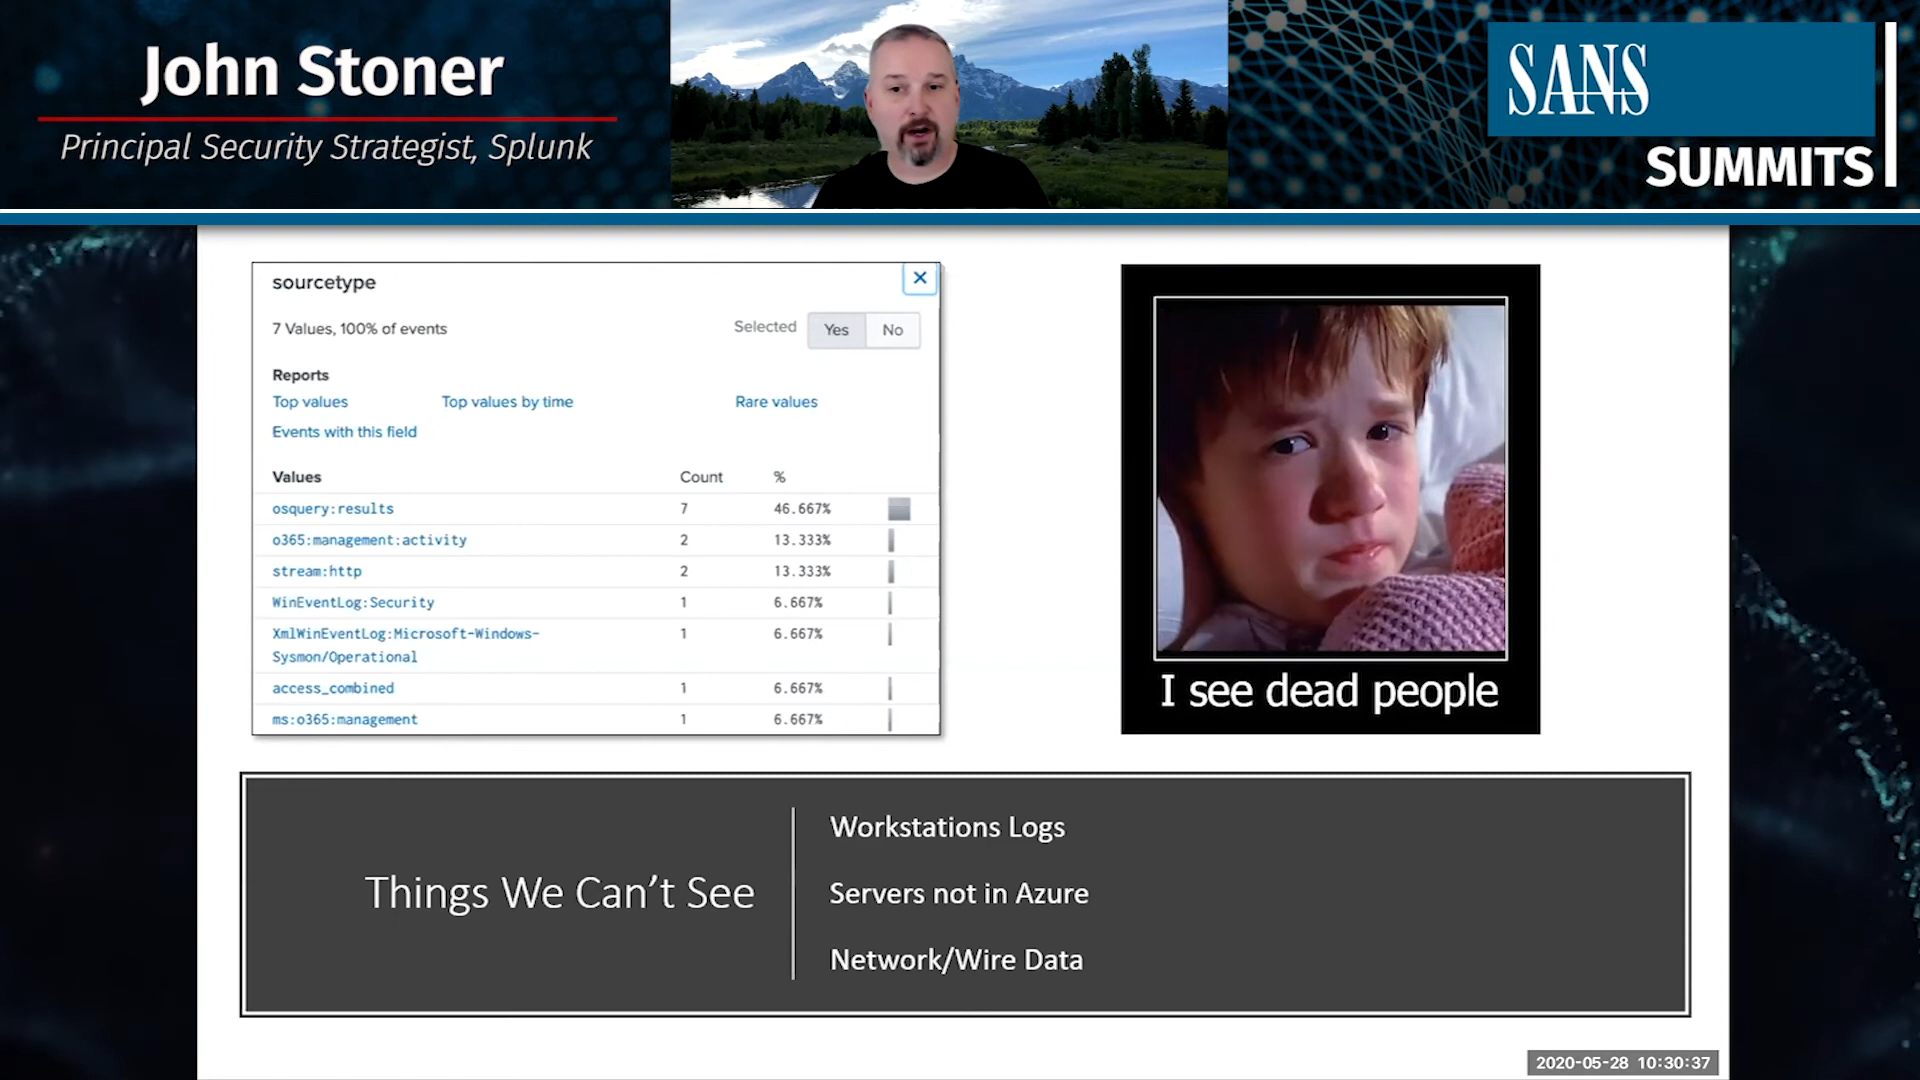 John Stoner
Principal Security Strategist, Splunk
SANS
SUMMITS
sourcetype
7 Values, 100% of events
Selected
Yes
No
Reports
Top values
Top values by time
Rare values
Events with this field
Values Count %
osquery:results 7 46.667%
o365:management:activity 2 13.333%
stream:http 2 13.333%
WinEventLog:Security 1 6.667%
XmlWinEventLog:Microsoft-Windows- 1 6.667%
Sysmon/Operational
access_combined 1 6.667%
ms:o365:management 1 6.667%
I see dead people
Things We Can't See
Workstations Logs
Servers not in Azure
Network/Wire Data
2020-05-28 10:30:37